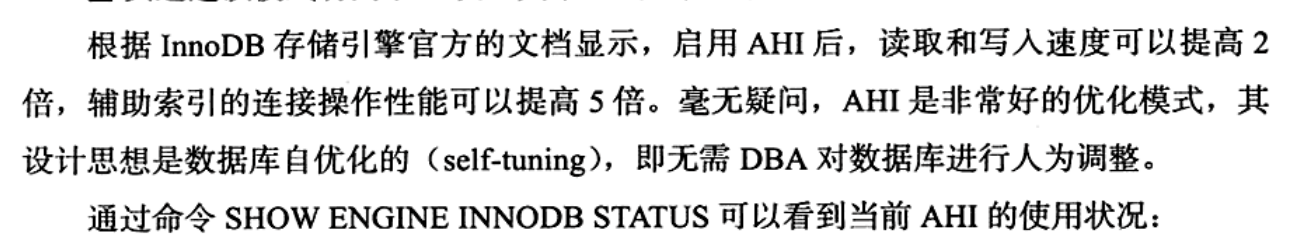 根据 InnoDB 存储引擎官方的文档显示，启用 AHI 后，读取和写入速度可以提高 2
倍，辅助索引的连接操作性能可以提高 5 倍。毫无疑问，AHI 是非常好的优化模式，其
设计思想是数据库自优化的（self-tuning），即无需 DBA 对数据库进行人为调整。
通过命令 SHOW ENGINE INNODB STATUS 可以看到当前 AHI 的使用状况：